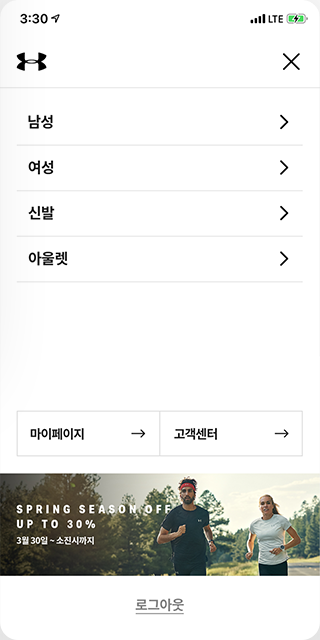 3:30
LTE
남성
여성
신발
아울렛
마이페이지
고객센터
SPRING SEASON OFF
UP TO 30%
3월 30일 ~ 소진시까지
로그아웃